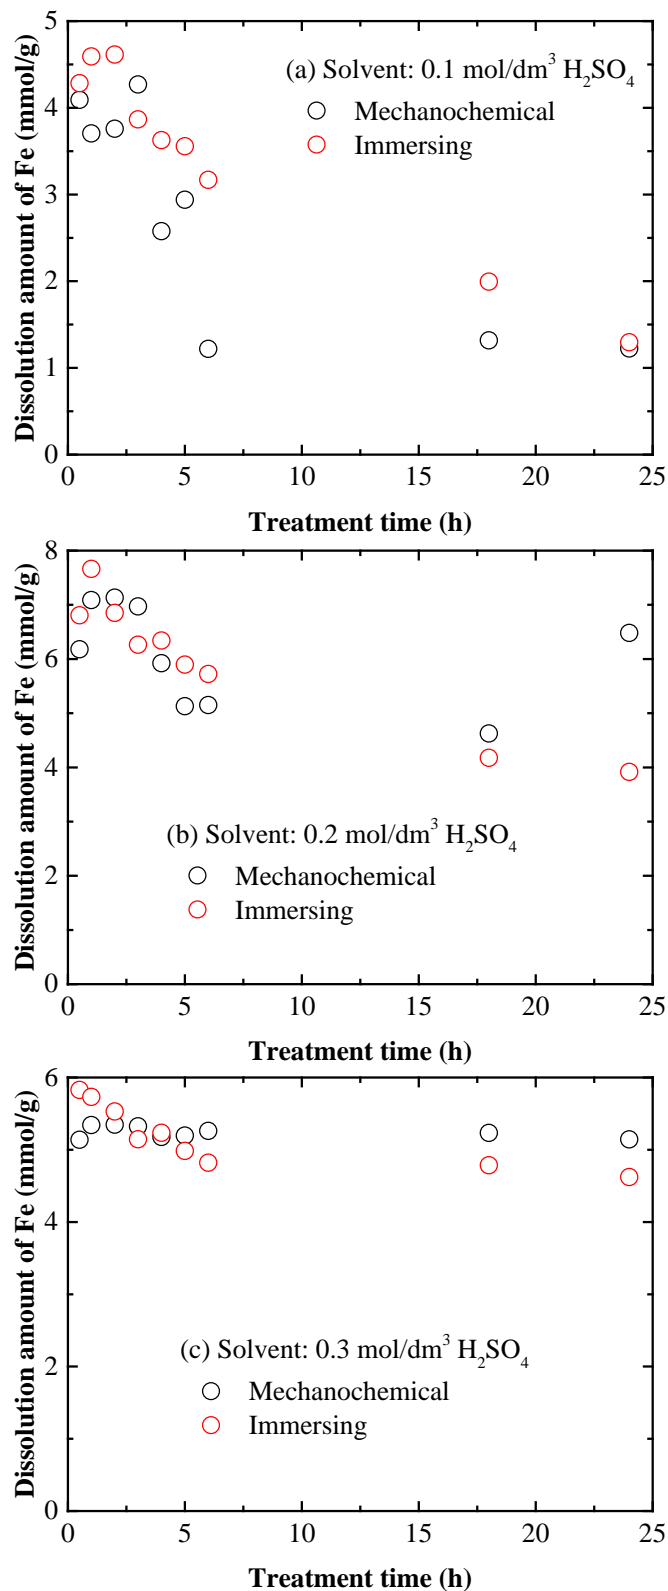 Dissolution amount of Fe (mmol/g)
5
4
3
2
1
0
(a) Solvent: 0.1 mol/dm³ H₂SO₄
Mechanochemical
Immersing
0 5 10 15 20 25
Treatment time (h)
Dissolution amount of Fe (mmol/g)
8
6
4
2
0
(b) Solvent: 0.2 mol/dm³ H₂SO₄
Mechanochemical
Immersing
0 5 10 15 20 25
Treatment time (h)
Dissolution amount of Fe (mmol/g)
6
4
2
0
(c) Solvent: 0.3 mol/dm³ H₂SO₄
Mechanochemical
Immersing
0 5 10 15 20 25
Treatment time (h)